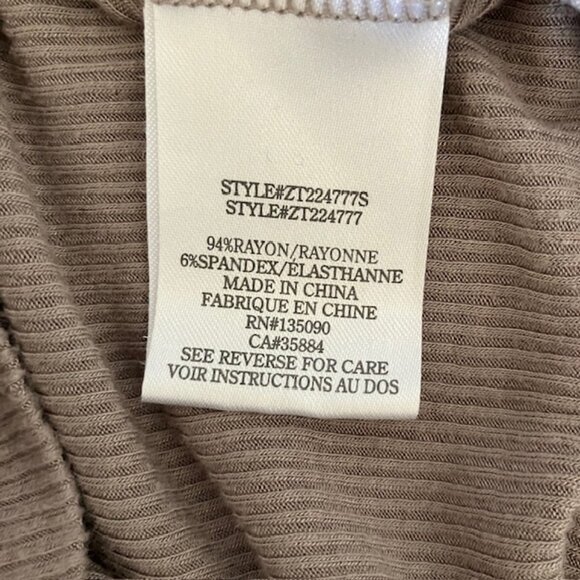 STYLE#ZT224777S
STYLE#ZT224777
94%RAYON/RAYONNE
6%SPANDEX/ÉLASTHANNE
MADE IN CHINA
FABRIQUE EN CHINE
RN#135090
CA#35884
SEE REVERSE FOR CARE
VOIR INSTRUCTIONS AU DOS